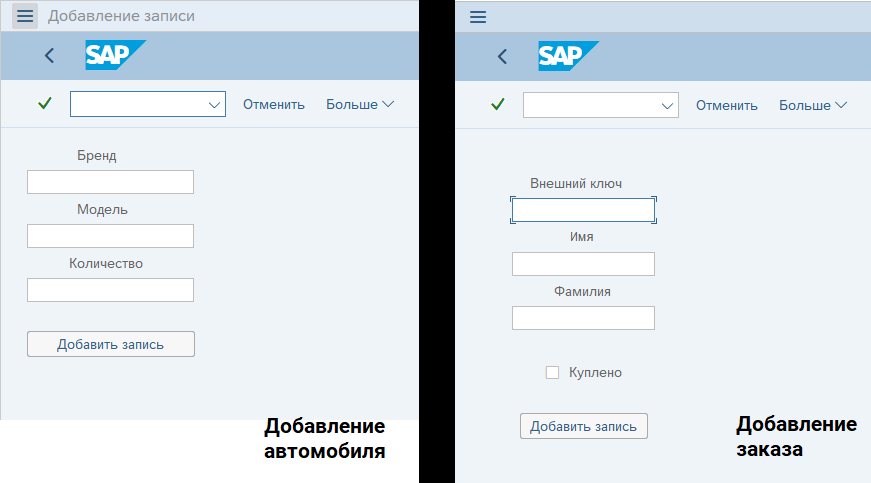 Добавление записи
SAP
Отменить Больше
Бренд
Модель
Количество
Добавить запись
Добавление
автомобиля
SAP
Отменить Больше
Внешний ключ
Имя
Фамилия
Куплено
Добавить запись
Добавление
заказа